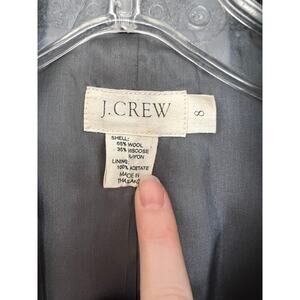 J.CREW
8
SHELL:
65% WOOL
35% VISCOSE
RAYON
LINING:
100% ACETATE
MADE IN
THAILAND